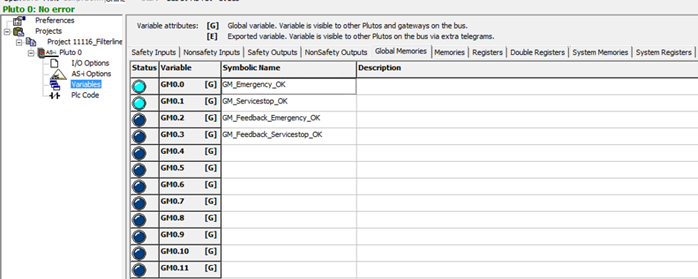 Pluto 0: No error
Preferences
Projects
Project 11116_Filterline
Pluto 0
I/O Options
AS-i Options
Variables
Plc Code
Variable attributes: [G] Global variable. Variable is visible to other Plutos and gateways on the bus.
[E] Exported variable. Variable is visible to other Plutos on the bus via extra telegrams.
Safety Inputs | Nonsafety Inputs | Safety Outputs | NonSafety Outputs | Global Memories | Memories | Registers | Double Registers | System Memories | System Registers
Status Variable Symbolic Name Description
GM0.0 [G] GM_Emergency_OK
GM0.1 [G] GM_Servicestop_OK
GM0.2 [G] GM_Feedback_Emergency_OK
GM0.3 [G] GM_Feedback_Servicestop_OK
GM0.4 [G]
GM0.5 [G]
GM0.6 [G]
GM0.7 [G]
GM0.8 [G]
GM0.9 [G]
GM0.10 [G]
GM0.11 [G]